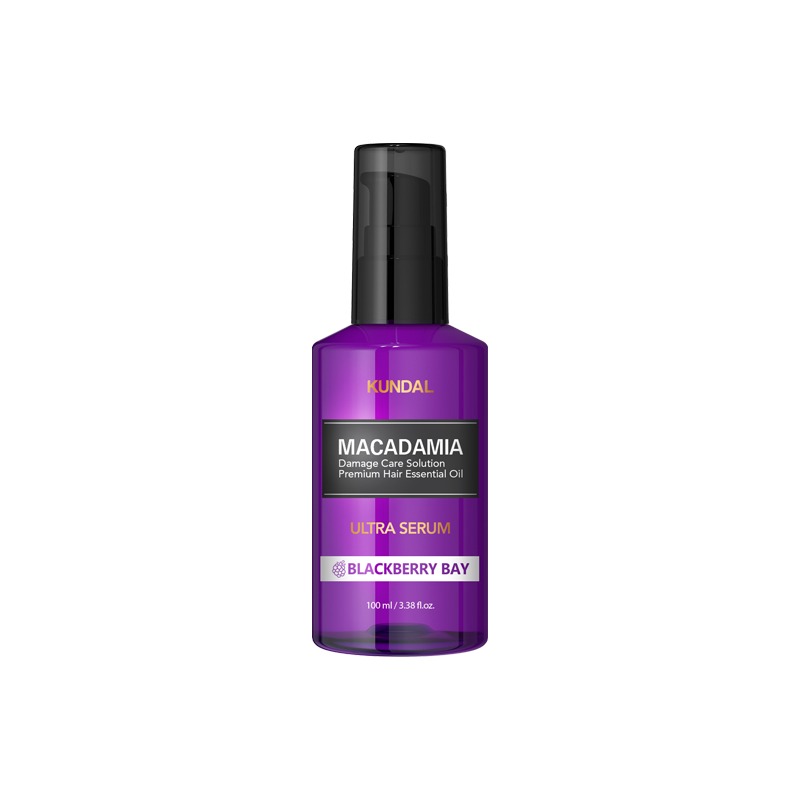 KUNDAL
MACADAMIA
Damage Care Solution
Premium Hair Essential Oil
ULTRA SERUM
BLACKBERRY BAY
100 ml / 3.38 fl.oz.